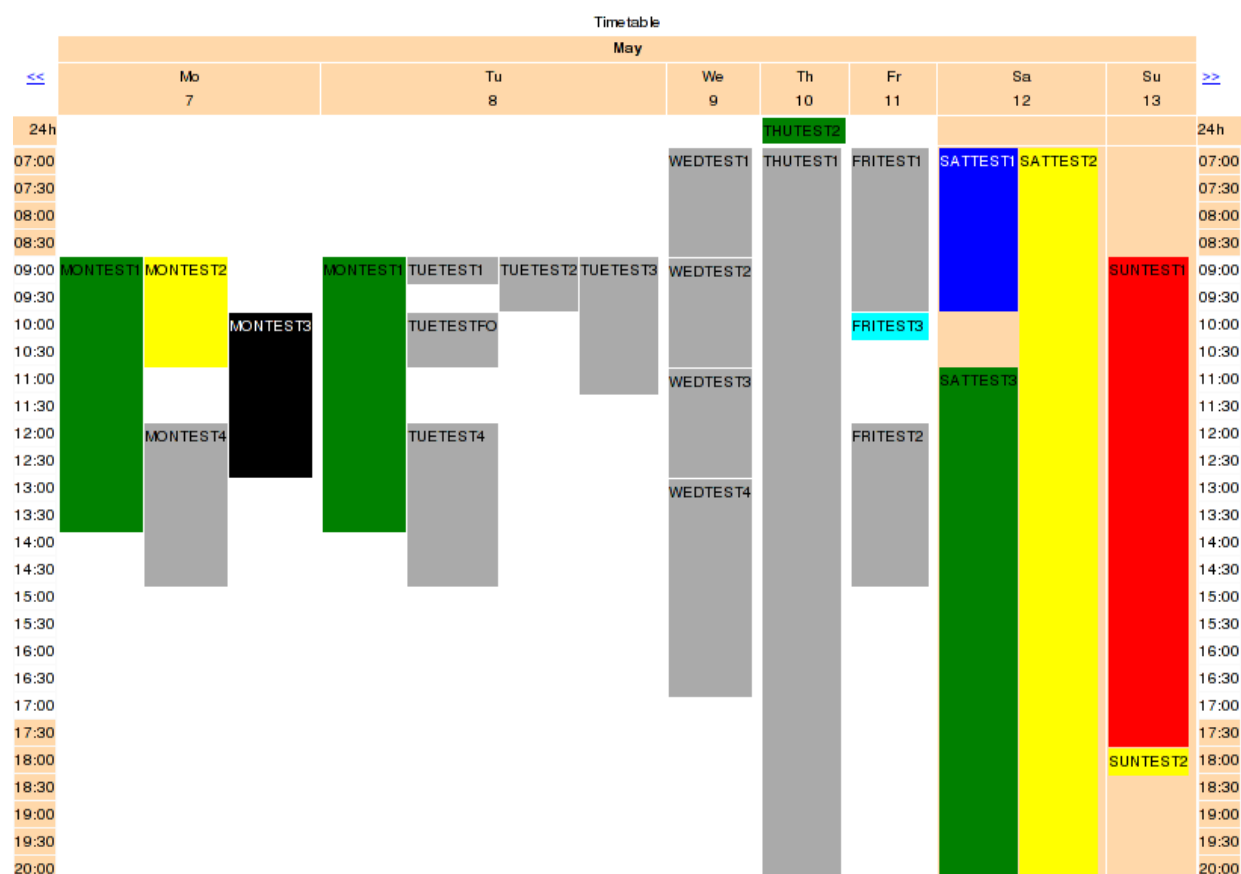 Timetable
May
<< Mo Tu We Th Fr Sa Su >>
7 8 9 10 11 12 13
24h THUTEST2 24h
07:00 WEDTEST1 THUTEST1 FRITEST1 SATTEST1 SATTEST2 07:00
07:30 07:30
08:00 08:00
08:30 08:30
09:00 MONTEST1 MONTEST2 MONTEST1 TUETEST1 TUETEST2 TUETEST3 WEDTEST2 SUNTEST1 09:00
09:30 09:30
10:00 MONTEST3 TUETESTFO FRITEST3 10:00
10:30 10:30
11:00 WEDTEST3 SATTEST3 11:00
11:30 11:30
12:00 MONTEST4 TUETEST4 FRITEST2 12:00
12:30 12:30
13:00 WEDTEST4 13:00
13:30 13:30
14:00 14:00
14:30 14:30
15:00 15:00
15:30 15:30
16:00 16:00
16:30 16:30
17:00 17:00
17:30 17:30
18:00 SUNTEST2 18:00
18:30 18:30
19:00 19:00
19:30 19:30
20:00 20:00